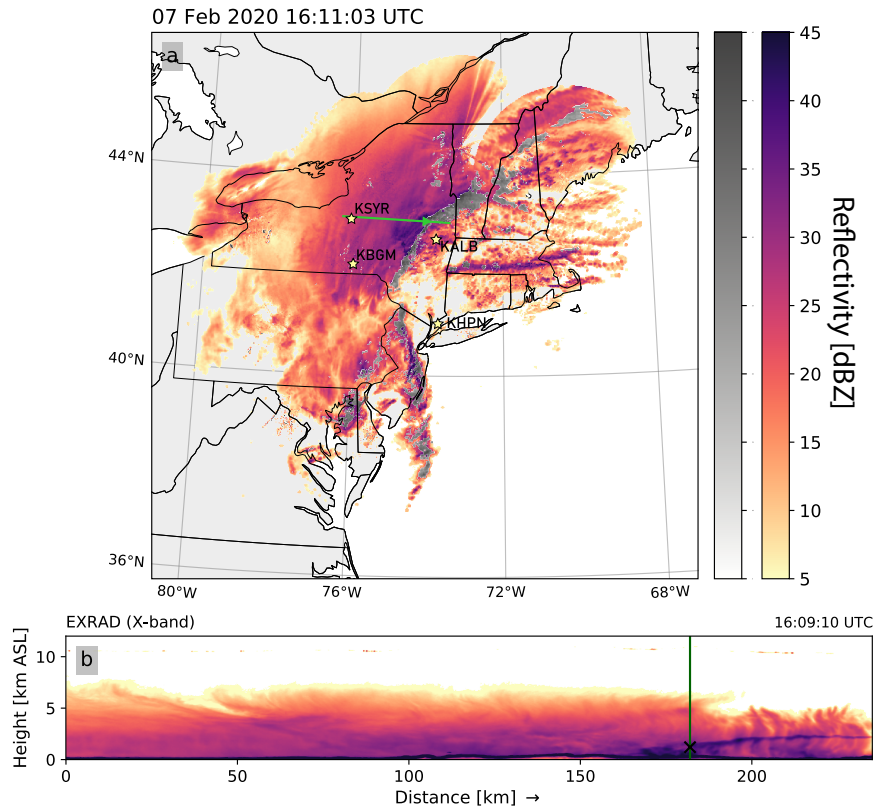 07 Feb 2020 16:11:03 UTC
a
44°N
40°N
36°N
80°W
76°W
72°W
68°W
KSYR
KBGM
KALB
KHPN
45
40
35
30
25
20
15
10
5
Reflectivity [dBZ]
EXRAD (X-band)
16:09:10 UTC
b
Height [km ASL]
10
5
0
0
50
100
150
200
Distance [km] →